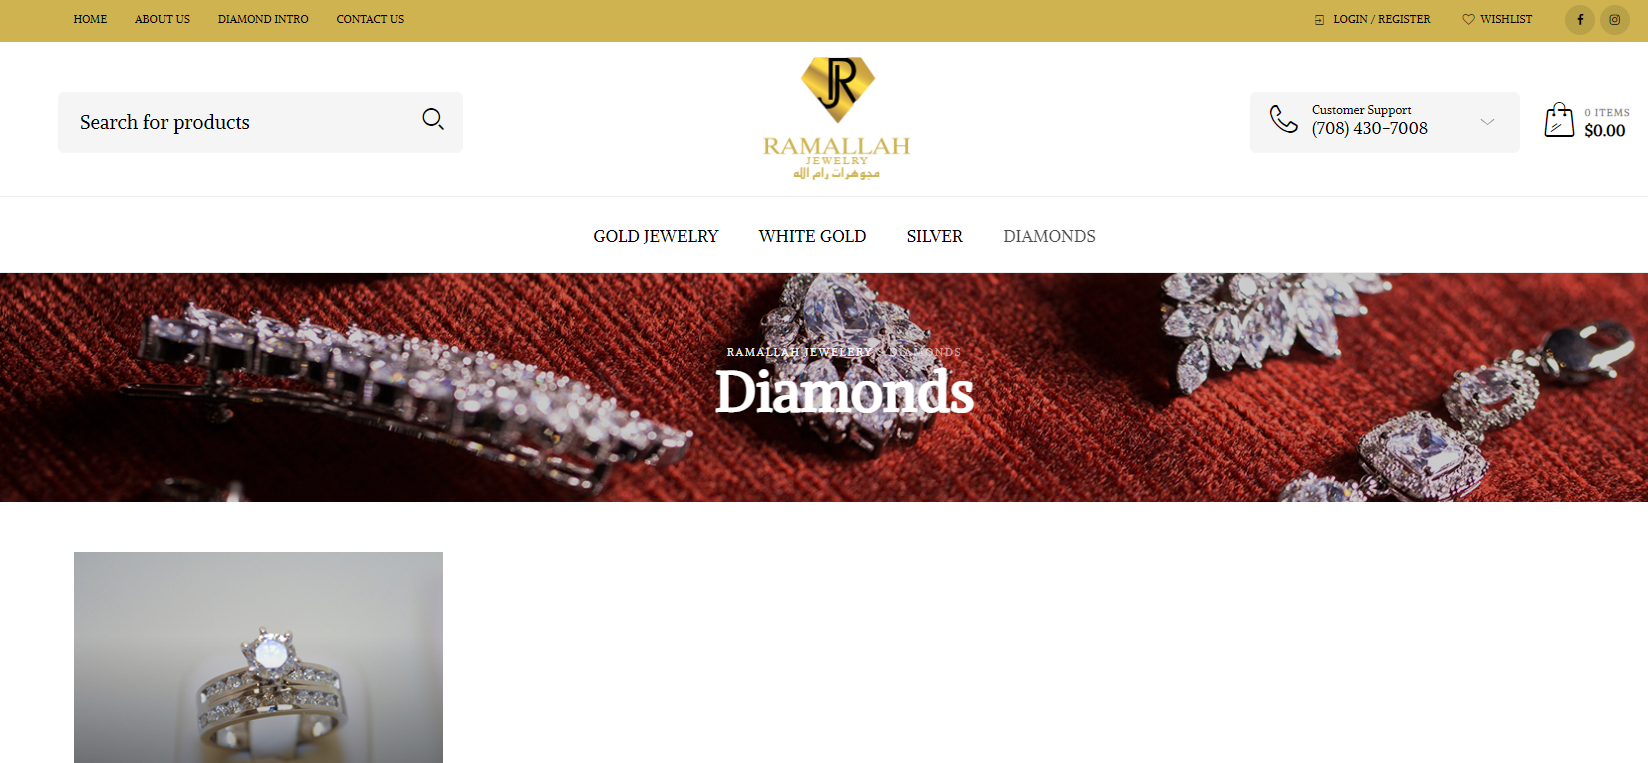 HOME ABOUT US DIAMOND INTRO CONTACT US LOGIN / REGISTER WISHLIST
Search for products
JR
RAMALLAH
JEWELRY
مجوهرات رام الله
Customer Support
(708) 430-7008
0 ITEMS
$0.00
GOLD JEWELRY WHITE GOLD SILVER DIAMONDS
RAMALLAH JEWELERY > DIAMONDS
Diamonds